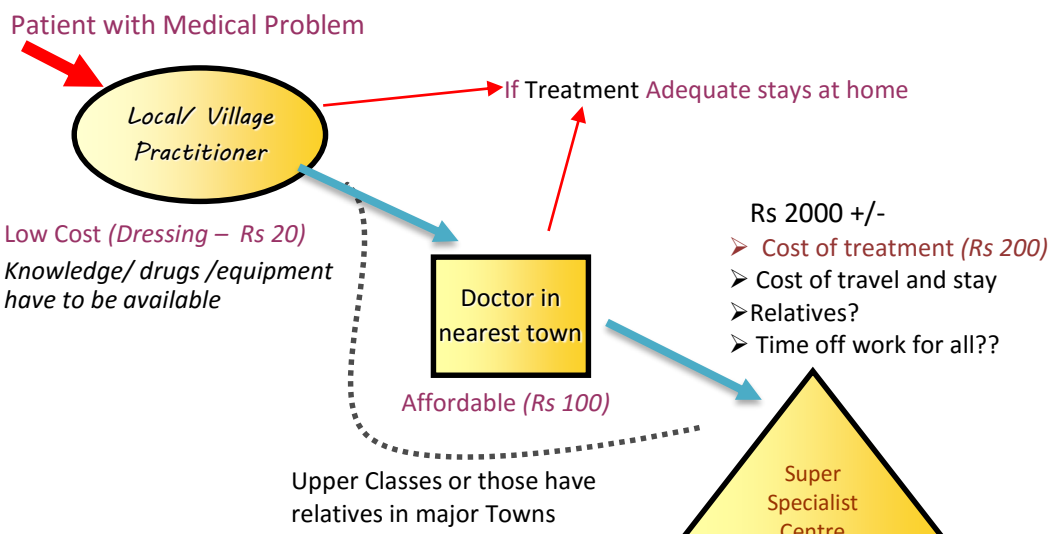 Patient with Medical Problem
Local/ Village
Practitioner
If Treatment Adequate stays at home
Low Cost (Dressing – Rs 20)
Knowledge/ drugs /equipment
have to be available
Doctor in
nearest town
Affordable (Rs 100)
Rs 2000 +/-
➢ Cost of treatment (Rs 200)
➢ Cost of travel and stay
➢Relatives?
➢ Time off work for all??
Upper Classes or those have
relatives in major Towns
Super
Specialist
Centre